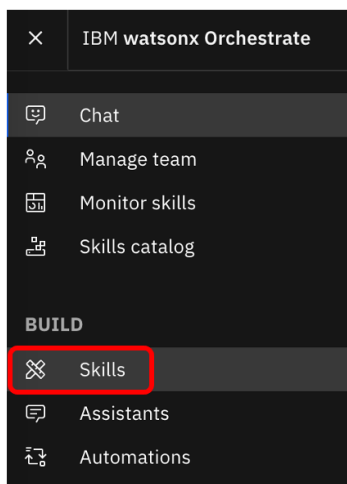 IBM watsonx Orchestrate
Chat
Manage team
Monitor skills
Skills catalog
BUILD
Skills
Assistants
Automations